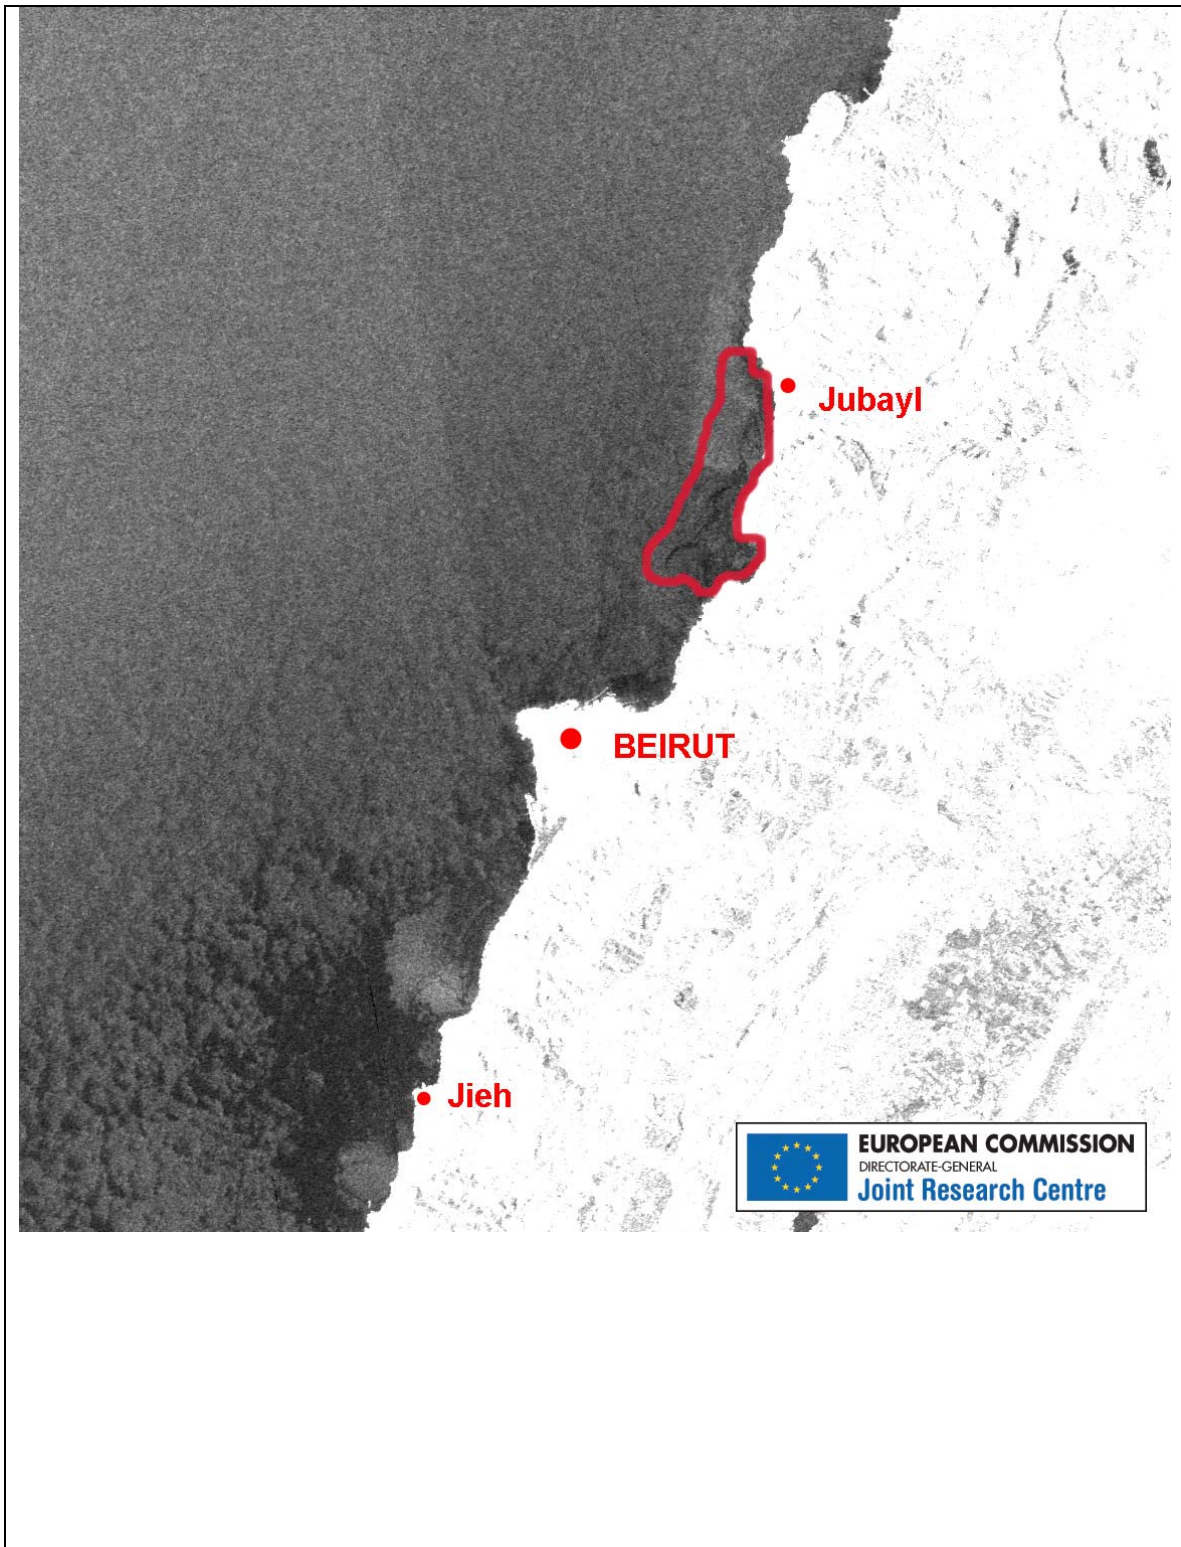 Jubayl
BEIRUT
Jieh
EUROPEAN COMMISSION
DIRECTORATE-GENERAL
Joint Research Centre